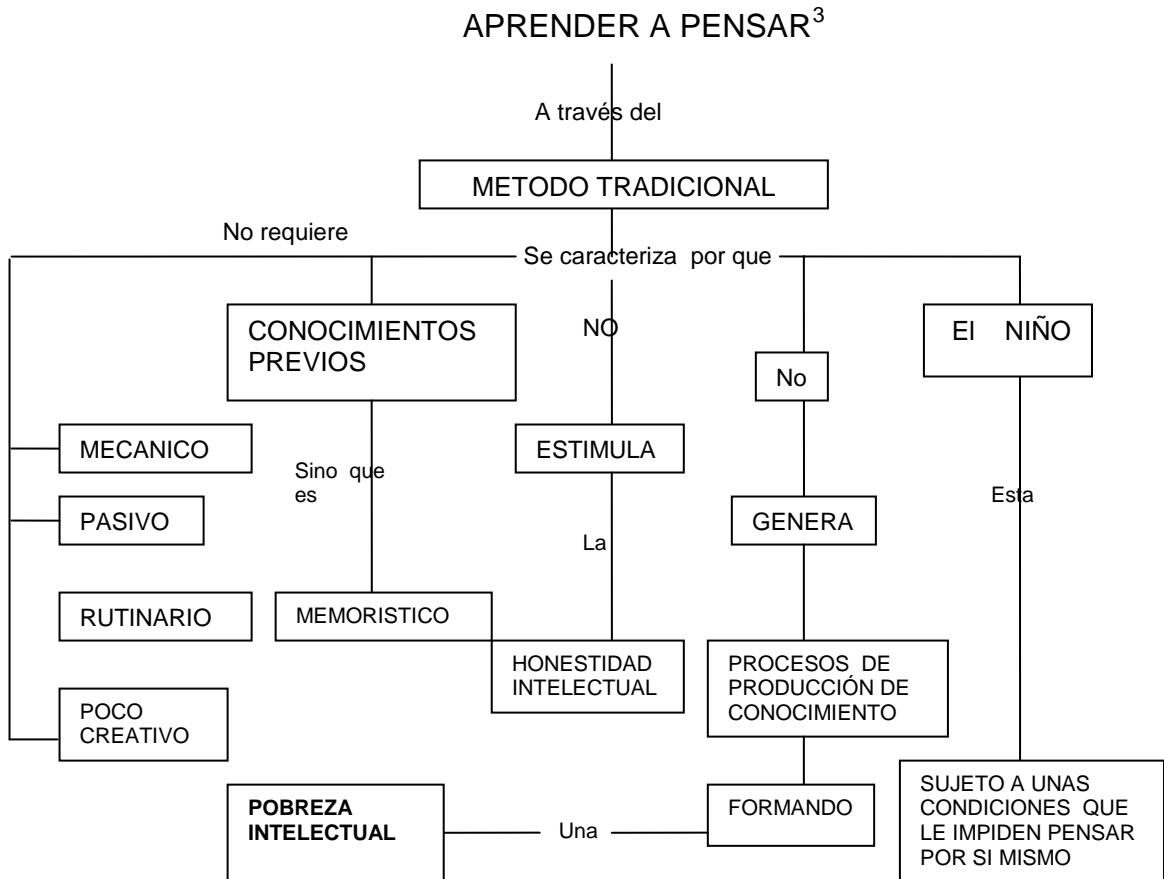 APRENDER A PENSAR³
A través del
METODO TRADICIONAL
No requiere
Se caracteriza por que
CONOCIMIENTOS
PREVIOS
NO
No
El NIÑO
MECANICO
Sino que
es
ESTIMULA
Esta
PASIVO
La
GENERA
RUTINARIO
MEMORISTICO
HONESTIDAD
INTELECTUAL
PROCESOS DE
PRODUCCIÓN DE
CONOCIMIENTO
POCO
CREATIVO
POBREZA
INTELECTUAL
Una
FORMANDO
SUJETO A UNAS
CONDICIONES QUE
LE IMPIDEN PENSAR
POR SI MISMO